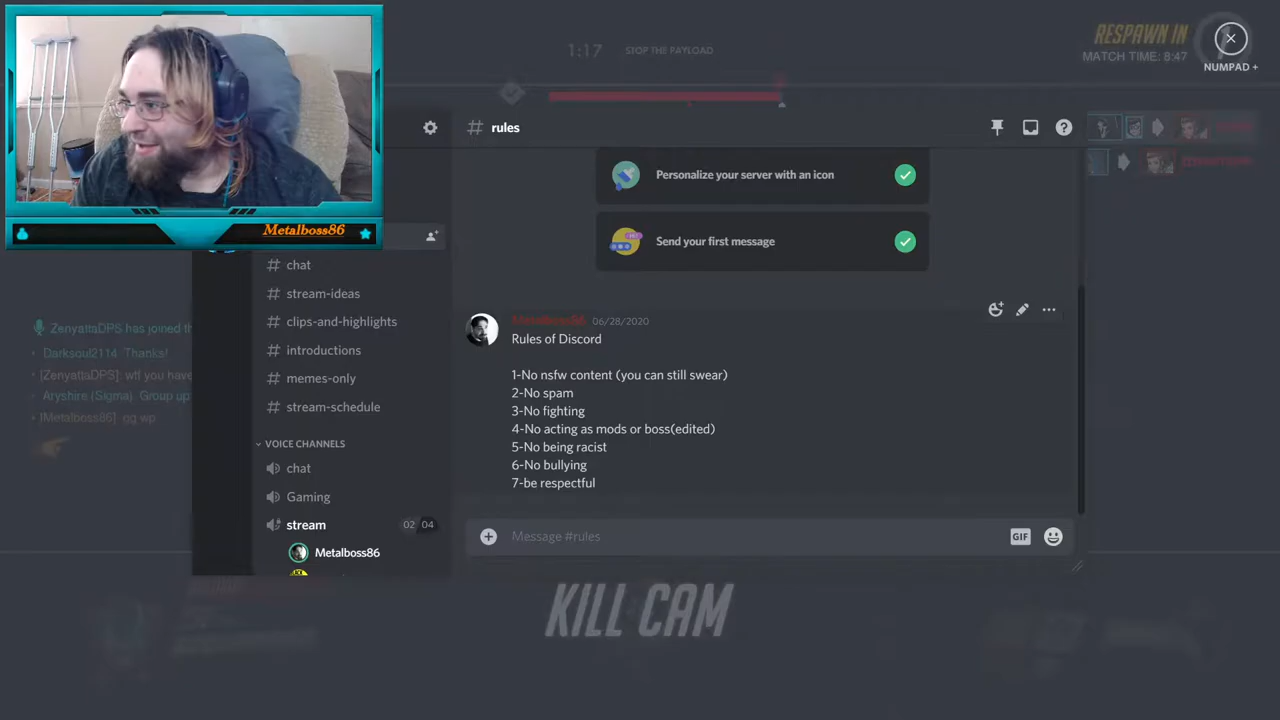 1:17
STOP THE PAYLOAD
RESPAWN IN
MATCH TIME: 8:47
NUMPAD +
# rules
Personalize your server with an icon
Send your first message
Metalboss86
# chat
# stream-ideas
# clips-and-highlights
# introductions
# memes-only
# stream-schedule
VOICE CHANNELS
chat
Gaming
stream 02 04
Metalboss86
Metalboss86 06/28/2020
Rules of Discord
1-No nsfw content (you can still swear)
2-No spam
3-No fighting
4-No acting as mods or boss(edited)
5-No being racist
6-No bullying
7-be respectful
Message #rules
GIF
ZenyattaDPS has joined th
Darksoul2114: Thanks!
[ZenyattaDPS]: wtf you have
Aryshire (Sigma): Group up
[Metalboss86]: gg wp
KILL CAM